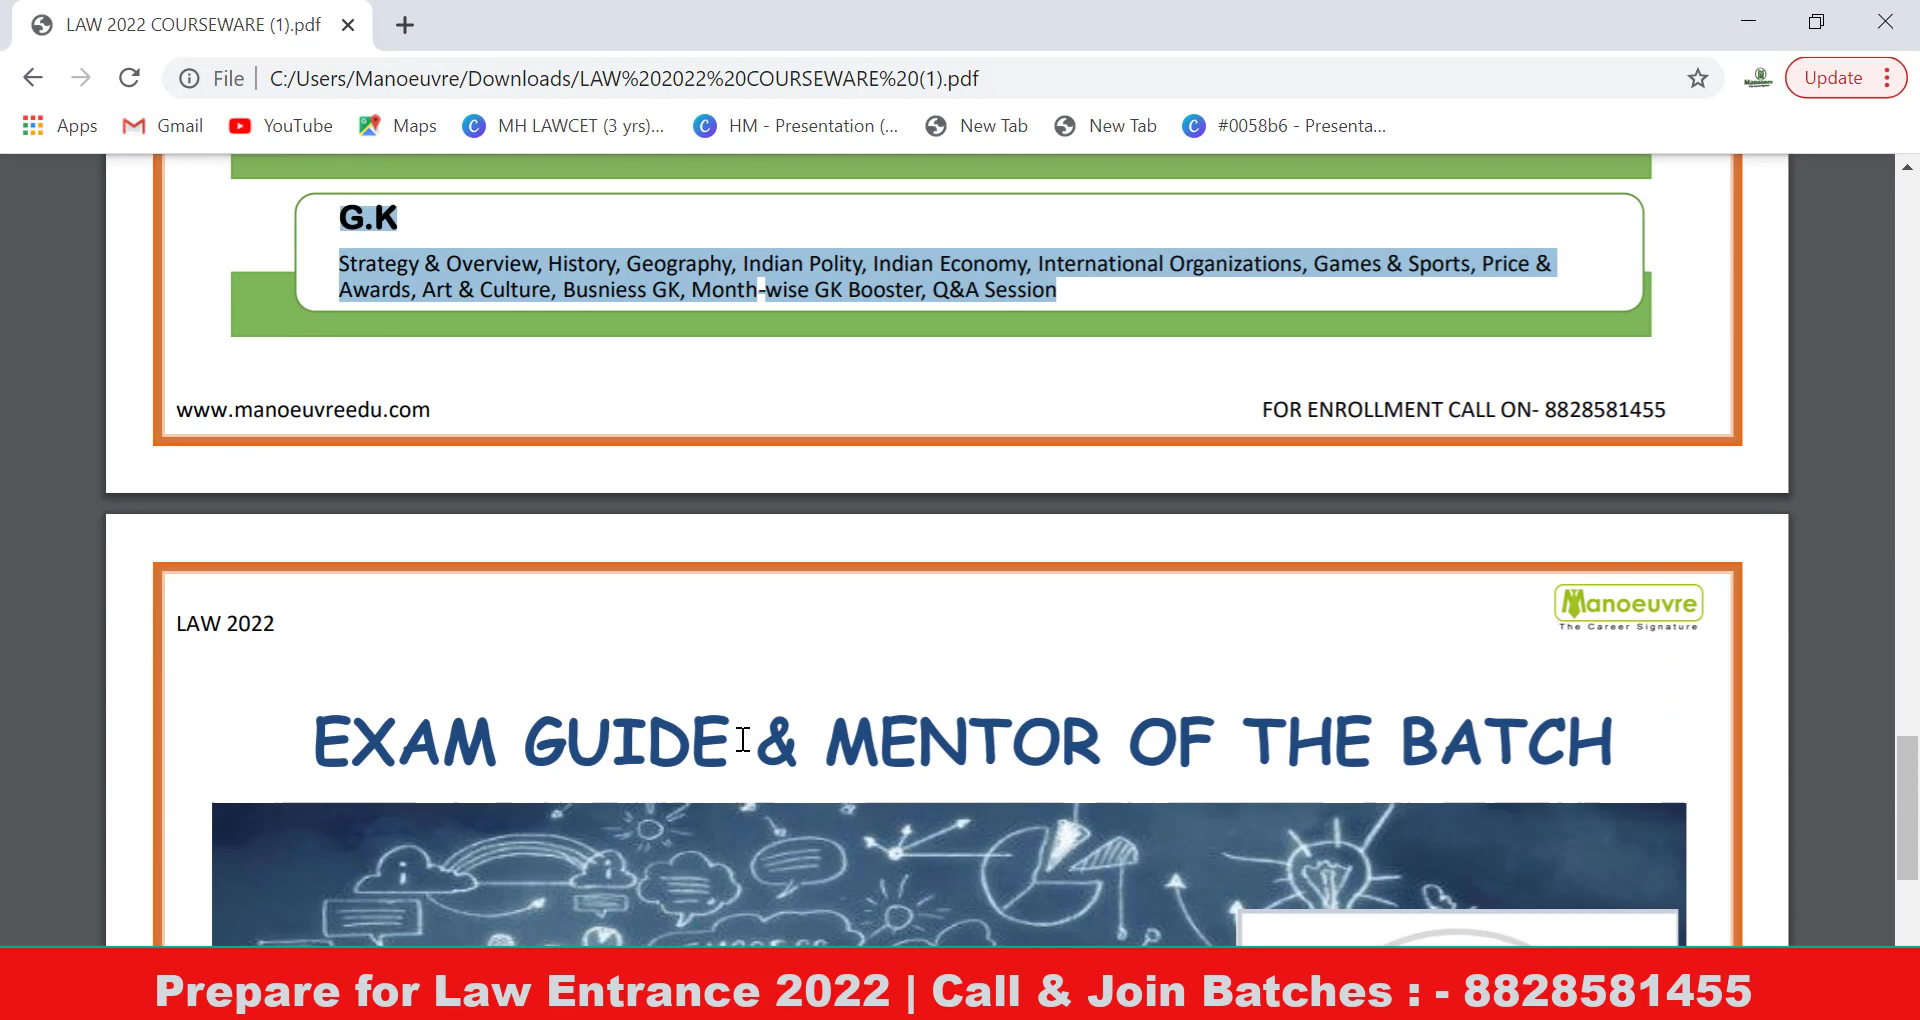 LAW 2022 COURSEWARE (1).pdf
File
C:/Users/Manoeuvre/Downloads/LAW%202022%20COURSEWARE%20(1).pdf
Manoeuvre
Update
Apps
Gmail
YouTube
Maps
MH LAWCET (3 yrs)...
HM - Presentation (...
New Tab
New Tab
#0058b6 - Presenta...
G.K
Strategy & Overview, History, Geography, Indian Polity, Indian Economy, International Organizations, Games & Sports, Price &
Awards, Art & Culture, Busniess GK, Month-wise GK Booster, Q&A Session
www.manoeuvreedu.com
FOR ENROLLMENT CALL ON- 8828581455
LAW 2022
Manoeuvre
The Career Signature
EXAM GUIDE & MENTOR OF THE BATCH
Prepare for Law Entrance 2022 | Call & Join Batches : - 8828581455